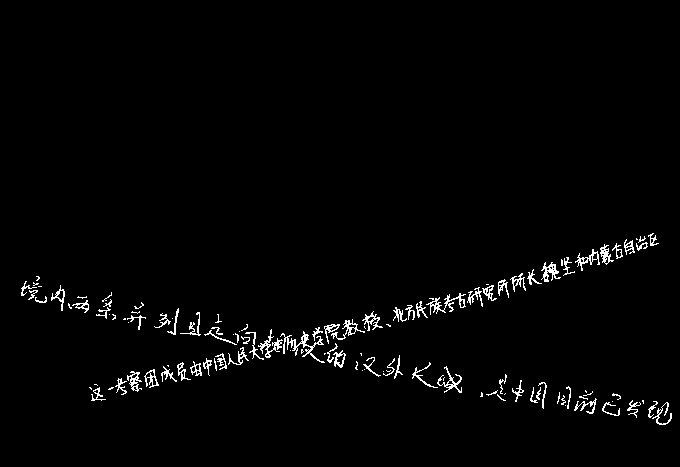 境内两条并列且走向相仿的汉外长城，是中国目前已发现
这一考察团成员由中国人民大学历史学院教授、北方民族考古研究所所长魏坚和内蒙古自治区